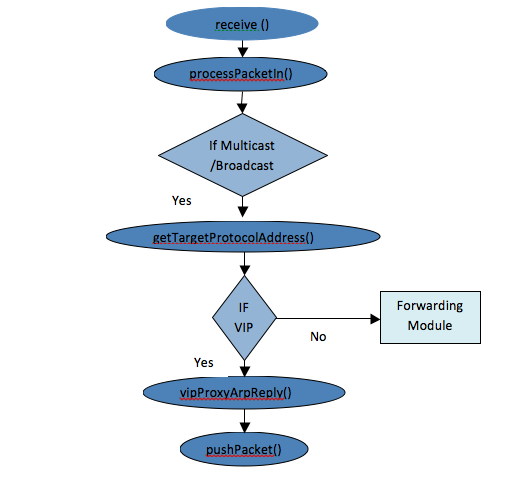 receive ()
processPacketIn()
If Multicast
/Broadcast
Yes
getTargetProtocolAddress()
IF
VIP
Forwarding
Module
No
Yes
vipProxyArpReply()
pushPacket()